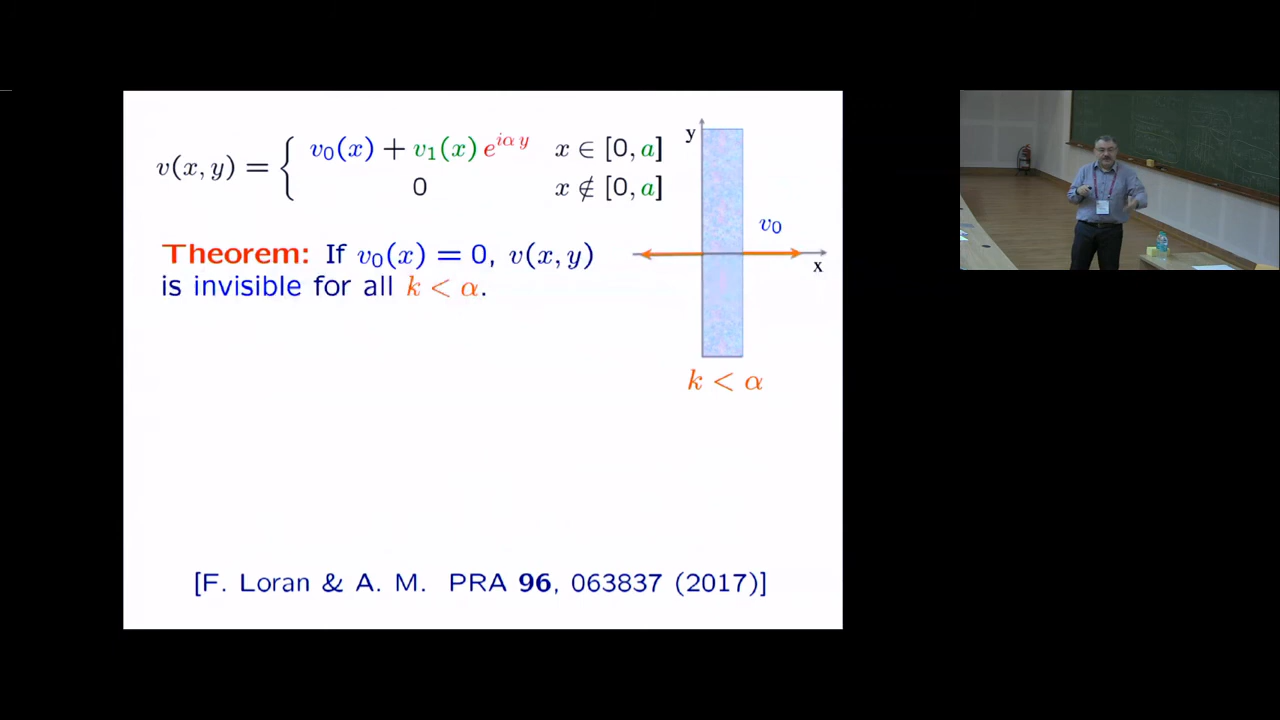 v(x, y) = { v₀(x) + v₁(x) e^{iα y} x ∈ [0, a]
0 x ∉ [0, a]
Theorem: If v₀(x) = 0, v(x, y)
is invisible for all k < α.
y
v₀
x
k < α
[F. Loran & A. M. PRA 96, 063837 (2017)]